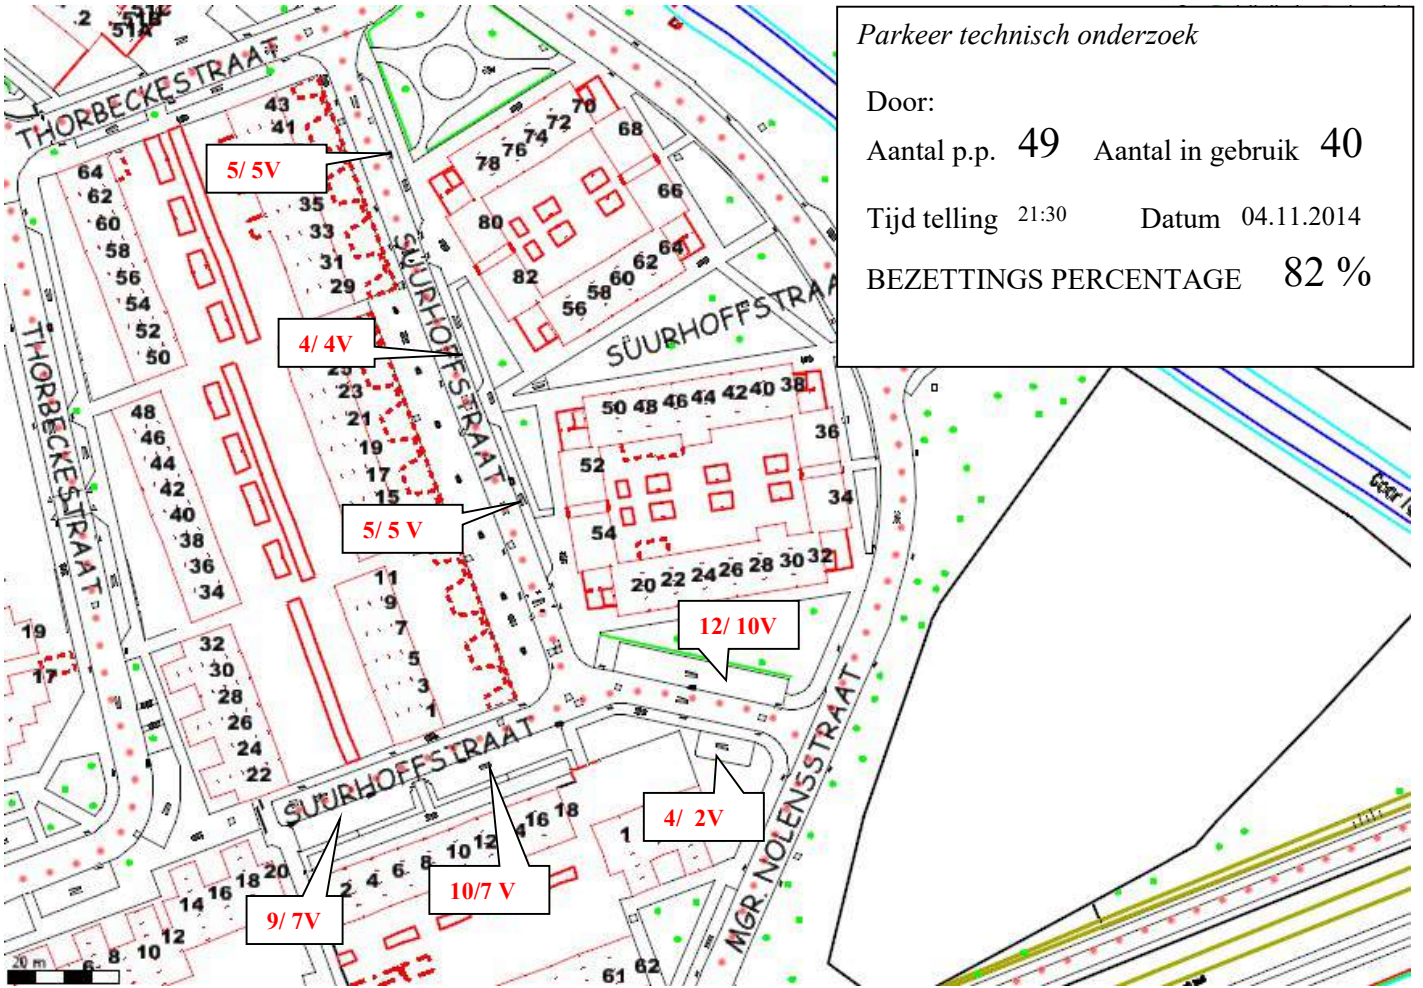 Parkeer technisch onderzoek
Door:
Aantal p.p. 49 Aantal in gebruik 40
Tijd telling 21:30 Datum 04.11.2014
BEZETTINGS PERCENTAGE 82 %
.2
51B
51A
THORBECKESTRAAT
43
41
35
33
31
29
5/ 5V
64
62
60
58
56
54
52
50
THORBECKESTRAAT
48
46
44
42
40
38
36
34
32
30
28
26
24
22
19
17
70
72
74
76
78
68
66
64
62
60
58
56
80
82
SUURHOFFSTRAAT
4/ 4V
25
23
21
19
17
15
5/ 5 V
11
9
7
5
3
1
SUURHOFFSTRAA
50 48 46 44 42 40 38
36
34
52
54
20 22 24 26 28 30 32
12/ 10V
SUURHOFFSTRAAT
4/ 2V
10/7 V
9/ 7V
2 4 6 8 10 12 4 16 18
1
20
18
16
14
12
10
8
6
61 62
MGR. NOLENSSTRAAT
20 m